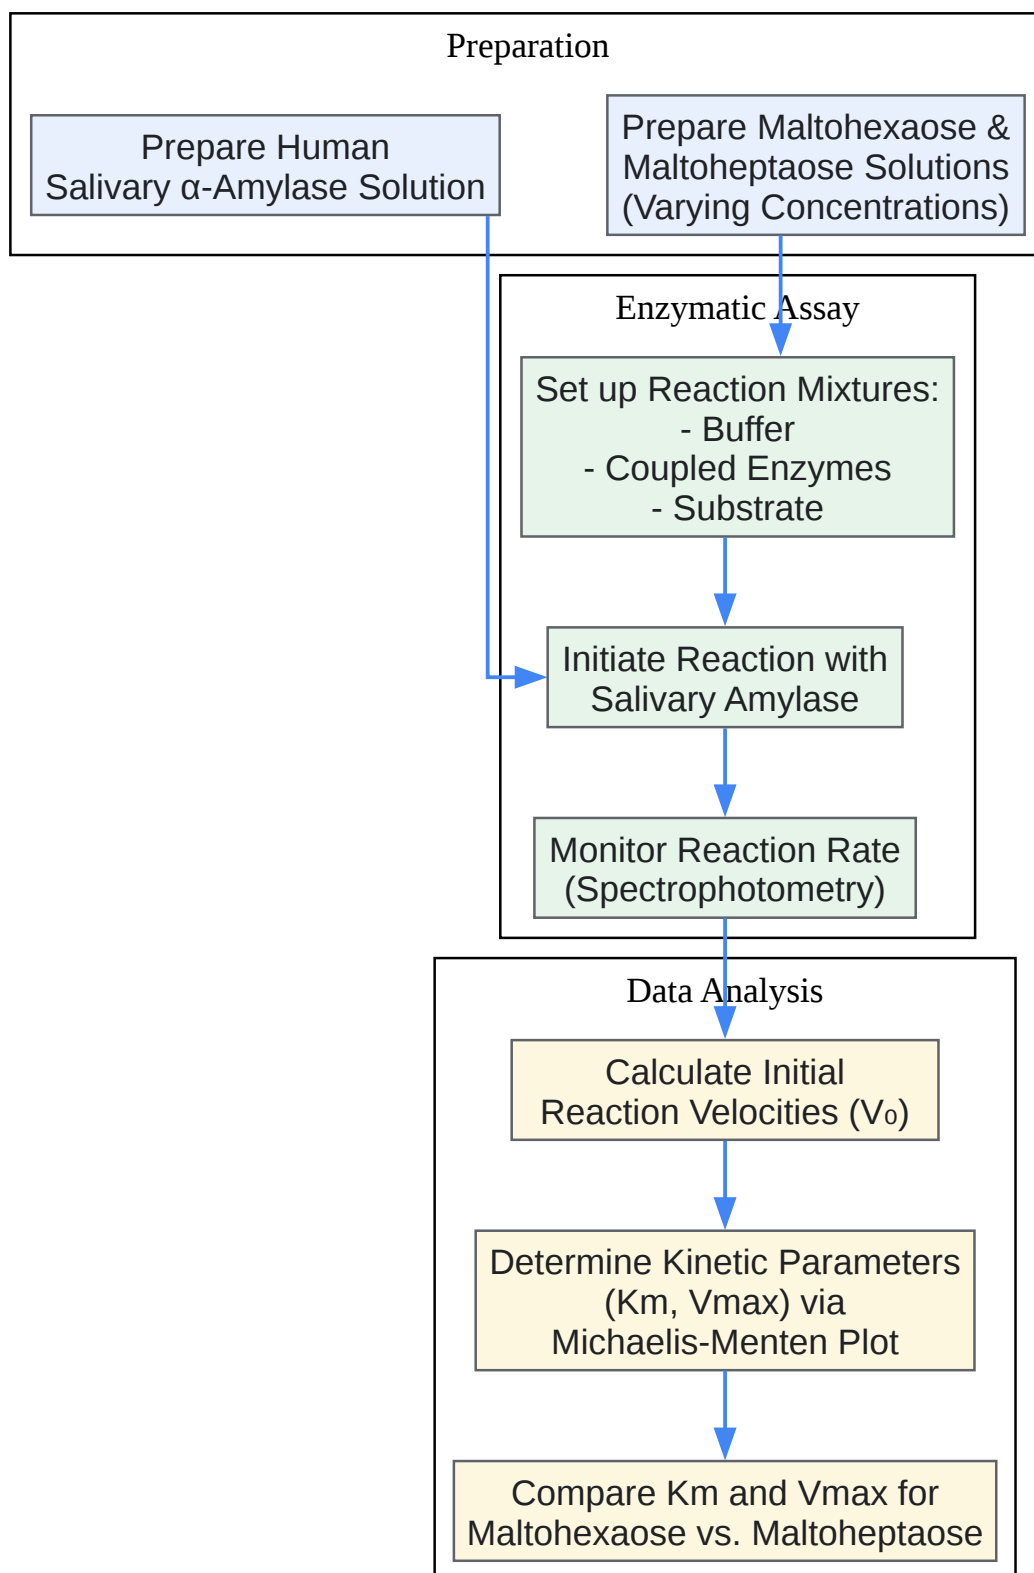 Preparation
Prepare Human
Salivary α-Amylase Solution
Prepare Maltohexaose &
Maltoheptaose Solutions
(Varying Concentrations)
Enzymatic Assay
Set up Reaction Mixtures:
- Buffer
- Coupled Enzymes
- Substrate
Initiate Reaction with
Salivary Amylase
Monitor Reaction Rate
(Spectrophotometry)
Data Analysis
Calculate Initial
Reaction Velocities (V₀)
Determine Kinetic Parameters
(Km, Vmax) via
Michaelis-Menten Plot
Compare Km and Vmax for
Maltohexaose vs. Maltoheptaose